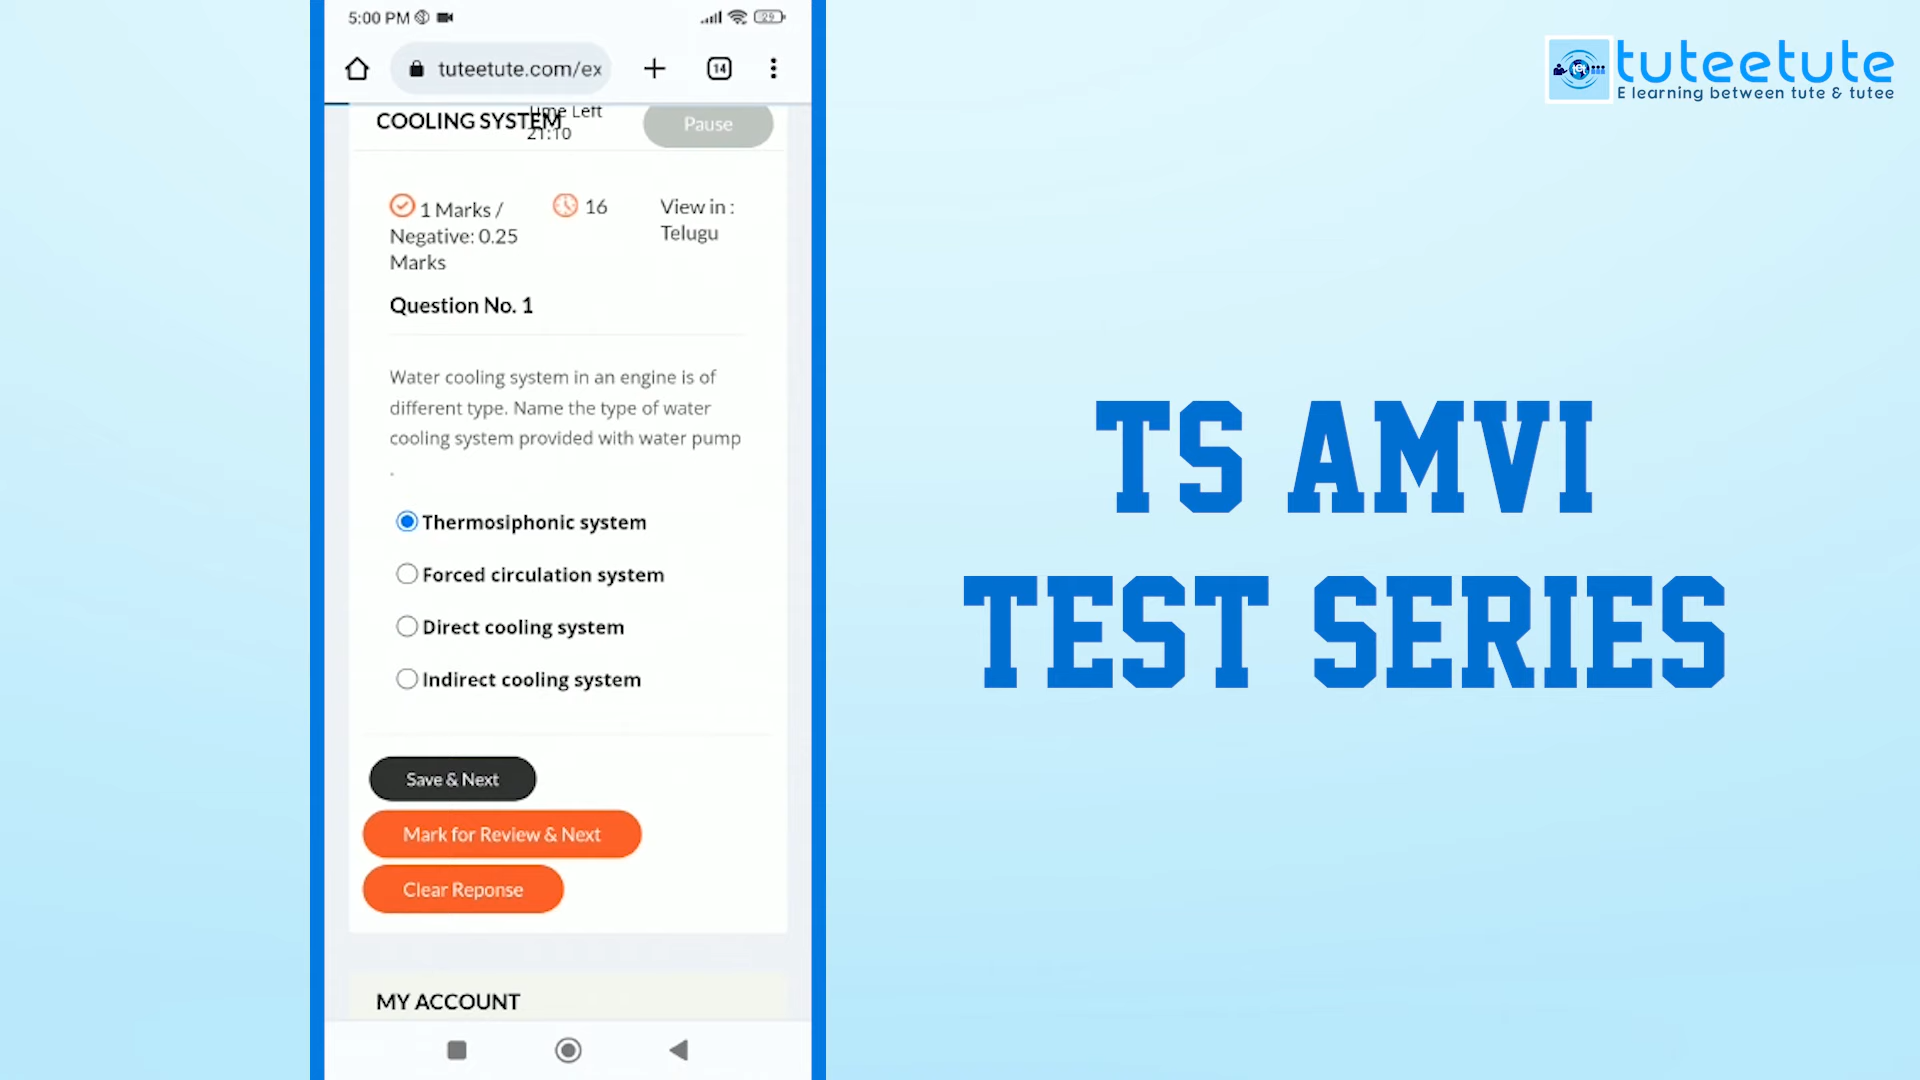 5:00 PM
29
tuteetute.com/ex
14
COOLING SYSTEM
Time Left
21:10
Pause
1 Marks /
Negative: 0.25
Marks
16
View in :
Telugu
Question No. 1
Water cooling system in an engine is of
different type. Name the type of water
cooling system provided with water pump
.
Thermosiphonic system
Forced circulation system
Direct cooling system
Indirect cooling system
Save & Next
Mark for Review & Next
Clear Reponse
MY ACCOUNT
tuteetute
E learning between tute & tutee
TS AMVI
TEST SERIES